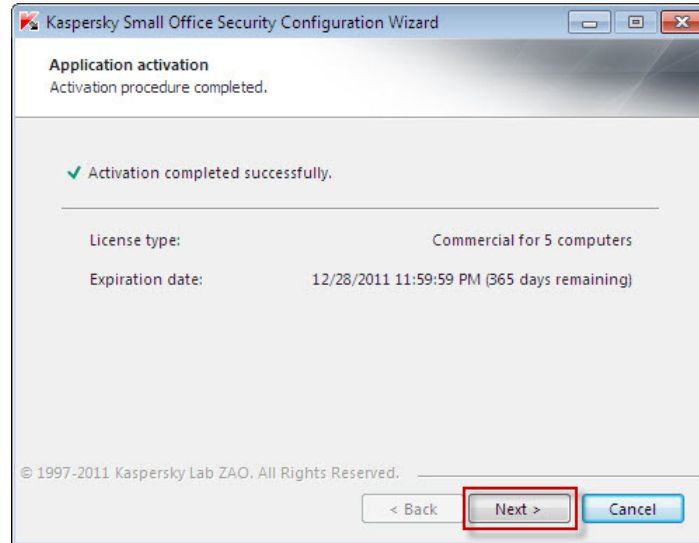 Kaspersky Small Office Security Configuration Wizard
Application activation
Activation procedure completed.
Activation completed successfully.
License type: Commercial for 5 computers
Expiration date: 12/28/2011 11:59:59 PM (365 days remaining)
© 1997-2011 Kaspersky Lab ZAO. All Rights Reserved.
< Back Next > Cancel